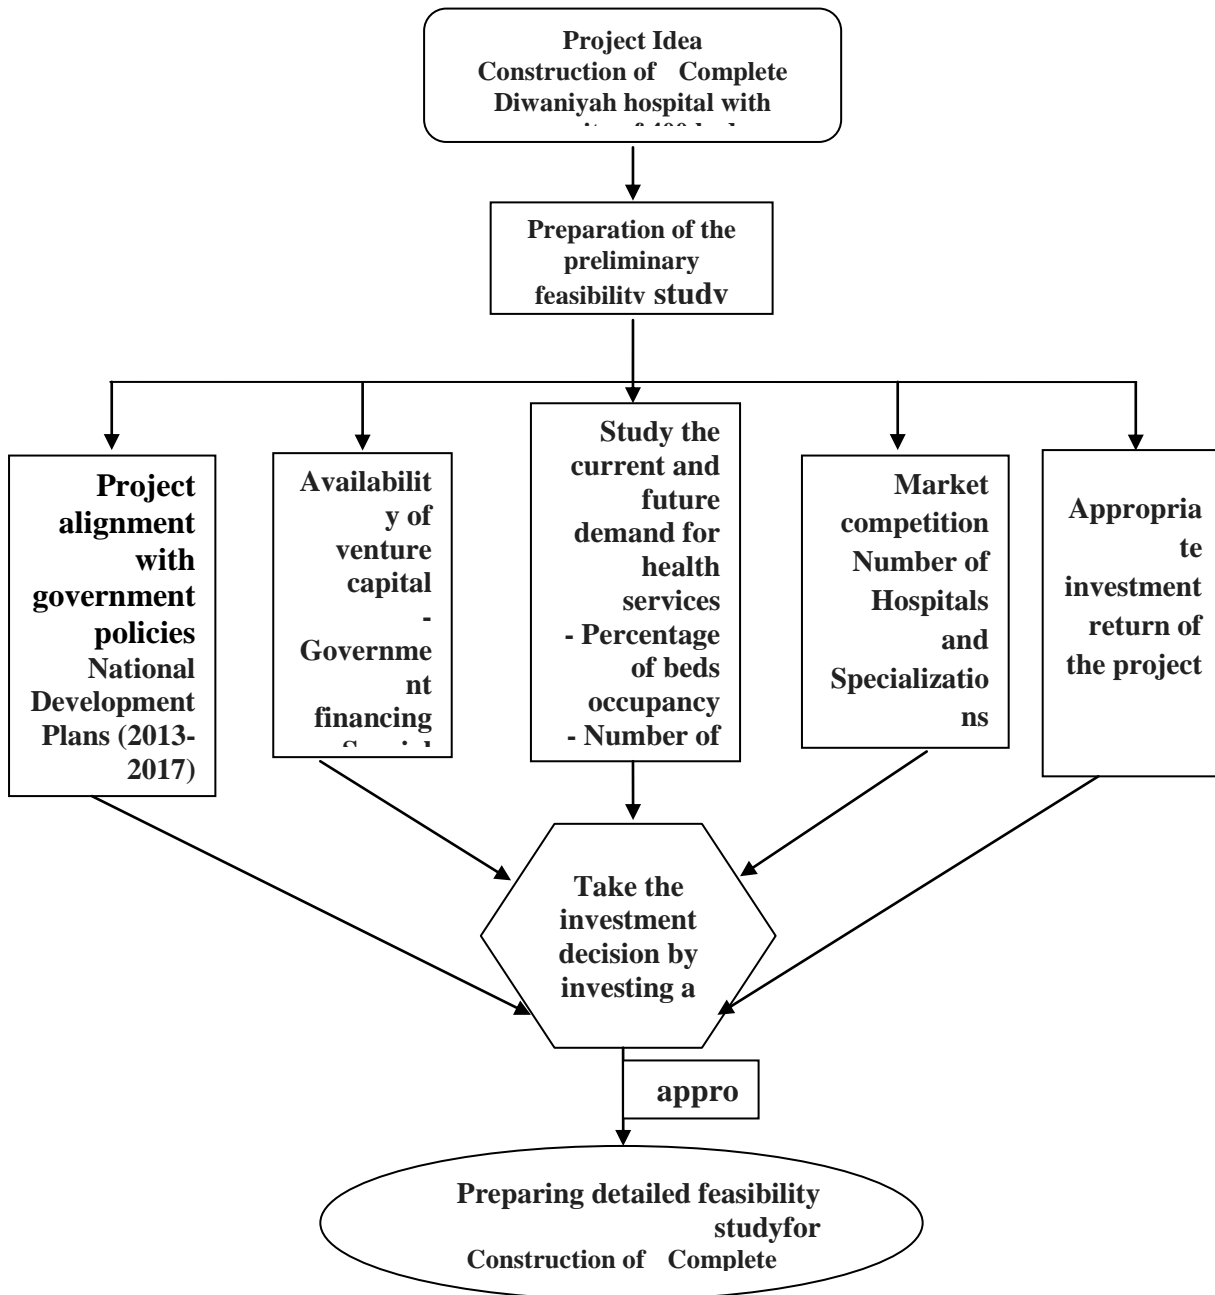 Project Idea
Construction of Complete
Diwaniyah hospital with
Preparation of the
preliminary
feasibility study
Project
alignment
with
government
policies
National
Development
Plans (2013-
2017)
Availabilit
y of
venture
capital
-
Governme
nt
financing
Study the
current and
future
demand for
health
services
- Percentage
of beds
occupancy
- Number of
Market
competition
Number of
Hospitals
and
Specializatio
ns
Appropria
te
investment
return of
the project
Take the
investment
decision by
investing a
appro
Preparing detailed feasibility
studyfor
Construction of Complete